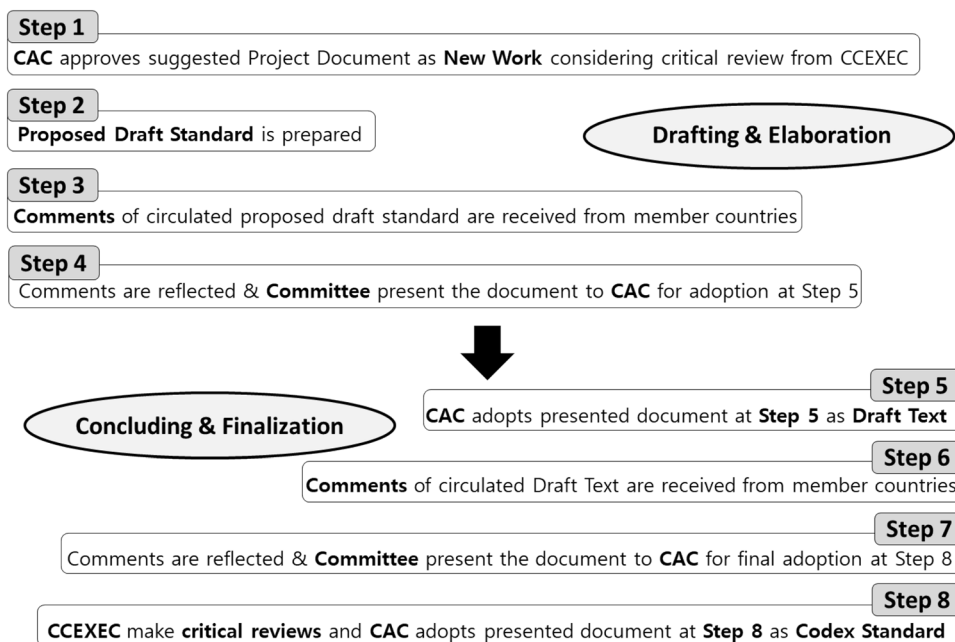 Step 1
CAC approves suggested Project Document as New Work considering critical review from CCEXEC
Step 2
Proposed Draft Standard is prepared
Drafting & Elaboration
Step 3
Comments of circulated proposed draft standard are received from member countries
Step 4
Comments are reflected & Committee present the document to CAC for adoption at Step 5
Step 5
CAC adopts presented document at Step 5 as Draft Text
Concluding & Finalization
Step 6
Comments of circulated Draft Text are received from member countries
Step 7
Comments are reflected & Committee present the document to CAC for final adoption at Step 8
Step 8
CCEXEC make critical reviews and CAC adopts presented document at Step 8 as Codex Standard